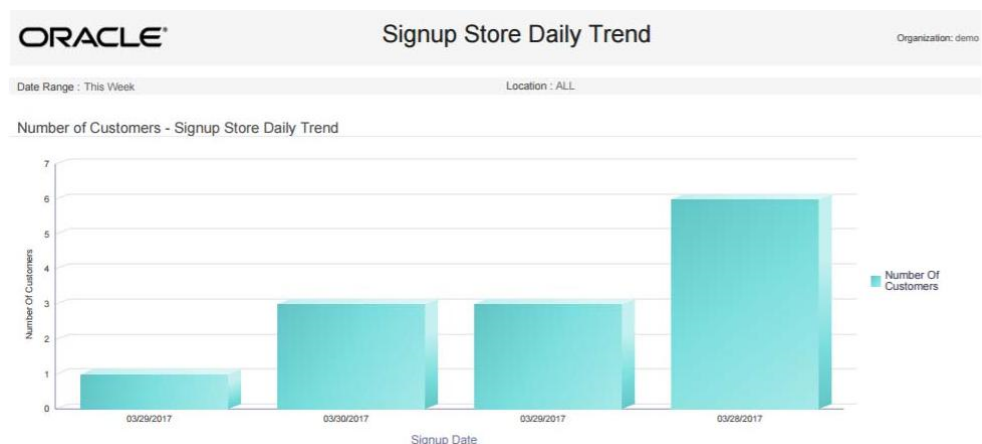 ORACLE®
Signup Store Daily Trend
Organization: demo
Date Range : This Week
Location : ALL
Number of Customers - Signup Store Daily Trend
7
6
5
4
3
2
1
0
Number Of Customers
03/29/2017
03/30/2017
03/29/2017
03/28/2017
Signup Date
Number Of
Customers